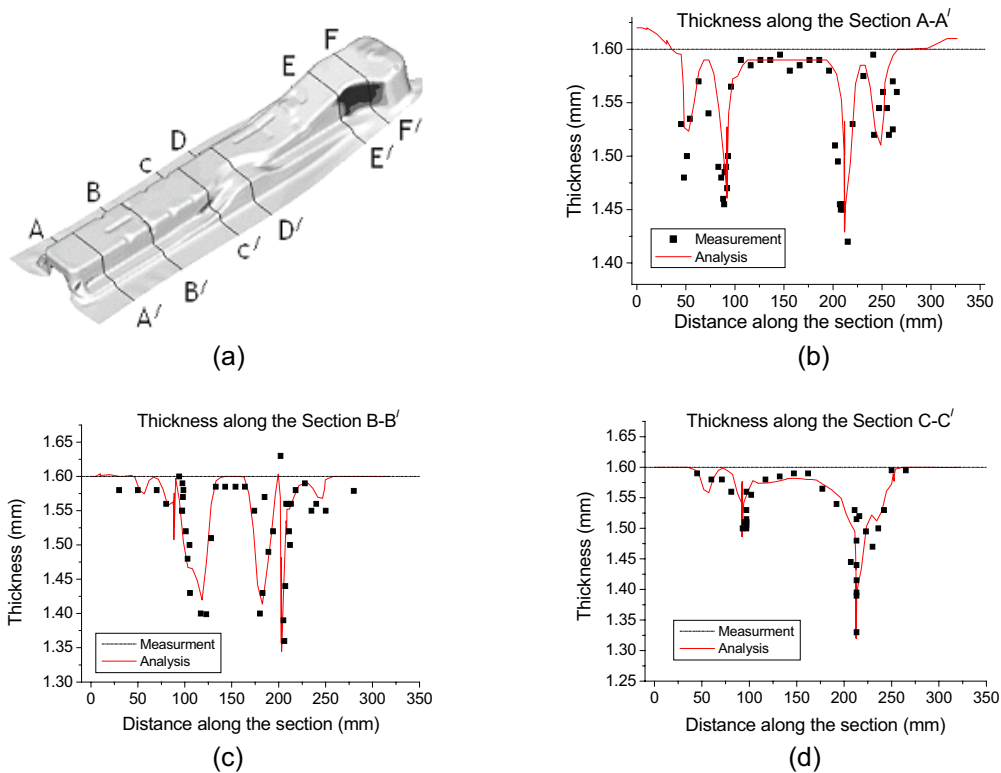 A
B
c
D
E
F
A/
B/
c/
D/
E/
F/
(a)
Thickness along the Section A-A/
Thickness (mm)
1.60
1.55
1.50
1.45
1.40
Measurement
Analysis
0 50 100 150 200 250 300 350
Distance along the section (mm)
(b)
Thickness along the Section B-B/
Thickness (mm)
1.65
1.60
1.55
1.50
1.45
1.40
1.35
1.30
Measurment
Analysis
0 50 100 150 200 250 300 350
Distance along the section (mm)
(c)
Thickness along the Section C-C/
Thickness (mm)
1.65
1.60
1.55
1.50
1.45
1.40
1.35
1.30
1.25
Measurment
Analysis
0 50 100 150 200 250 300 350
Distance along the section (mm)
(d)